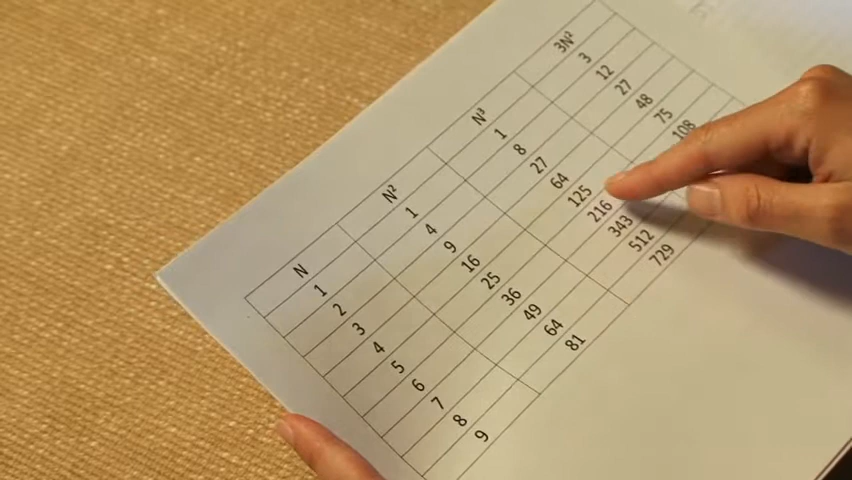 N N² N³ 3N²
1 1 1 3
2 4 8 12
3 9 27 27
4 16 64 48
5 25 125 75
6 36 216 108
7 49 343
8 64 512
9 81 729